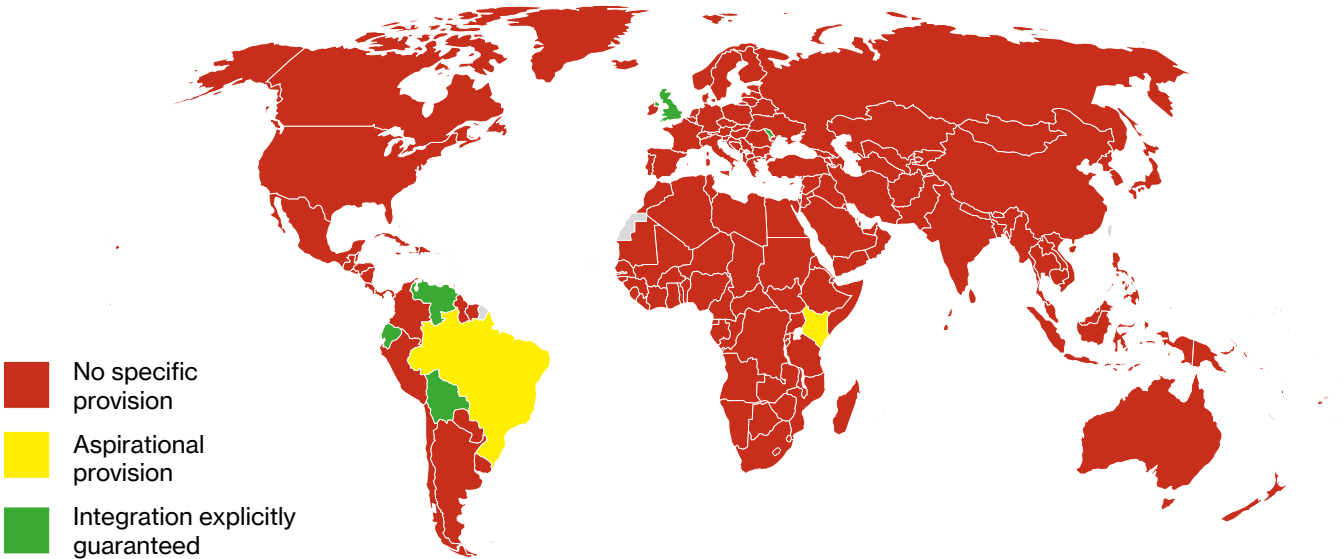 No specific
provision
Aspirational
provision
Integration explicitly
guaranteed